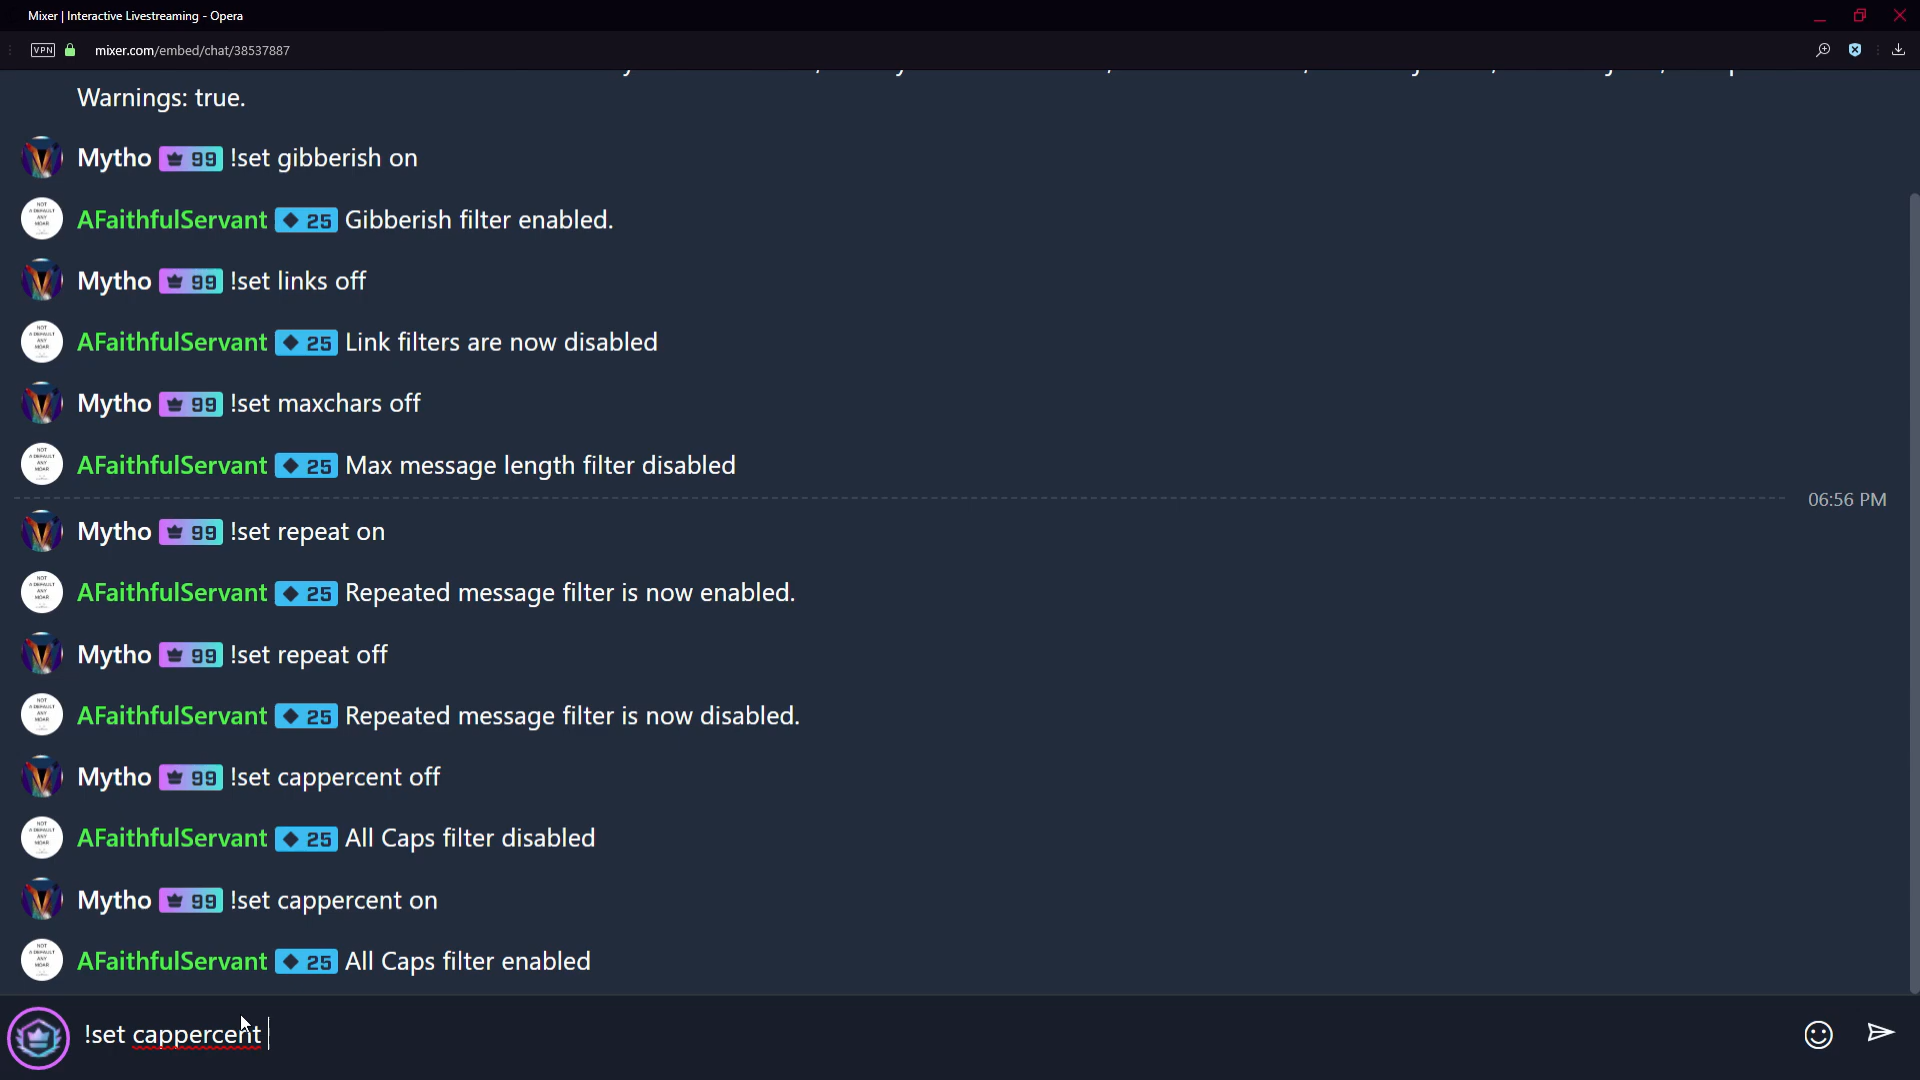 Mixer | Interactive Livestreaming - Opera
VPN mixer.com/embed/chat/38537887
Warnings: true.
Mytho 99 !set gibberish on
AFaithfulServant 25 Gibberish filter enabled.
Mytho 99 !set links off
AFaithfulServant 25 Link filters are now disabled
Mytho 99 !set maxchars off
AFaithfulServant 25 Max message length filter disabled
06:56 PM
Mytho 99 !set repeat on
AFaithfulServant 25 Repeated message filter is now enabled.
Mytho 99 !set repeat off
AFaithfulServant 25 Repeated message filter is now disabled.
Mytho 99 !set cappercent off
AFaithfulServant 25 All Caps filter disabled
Mytho 99 !set cappercent on
AFaithfulServant 25 All Caps filter enabled
!set cappercent